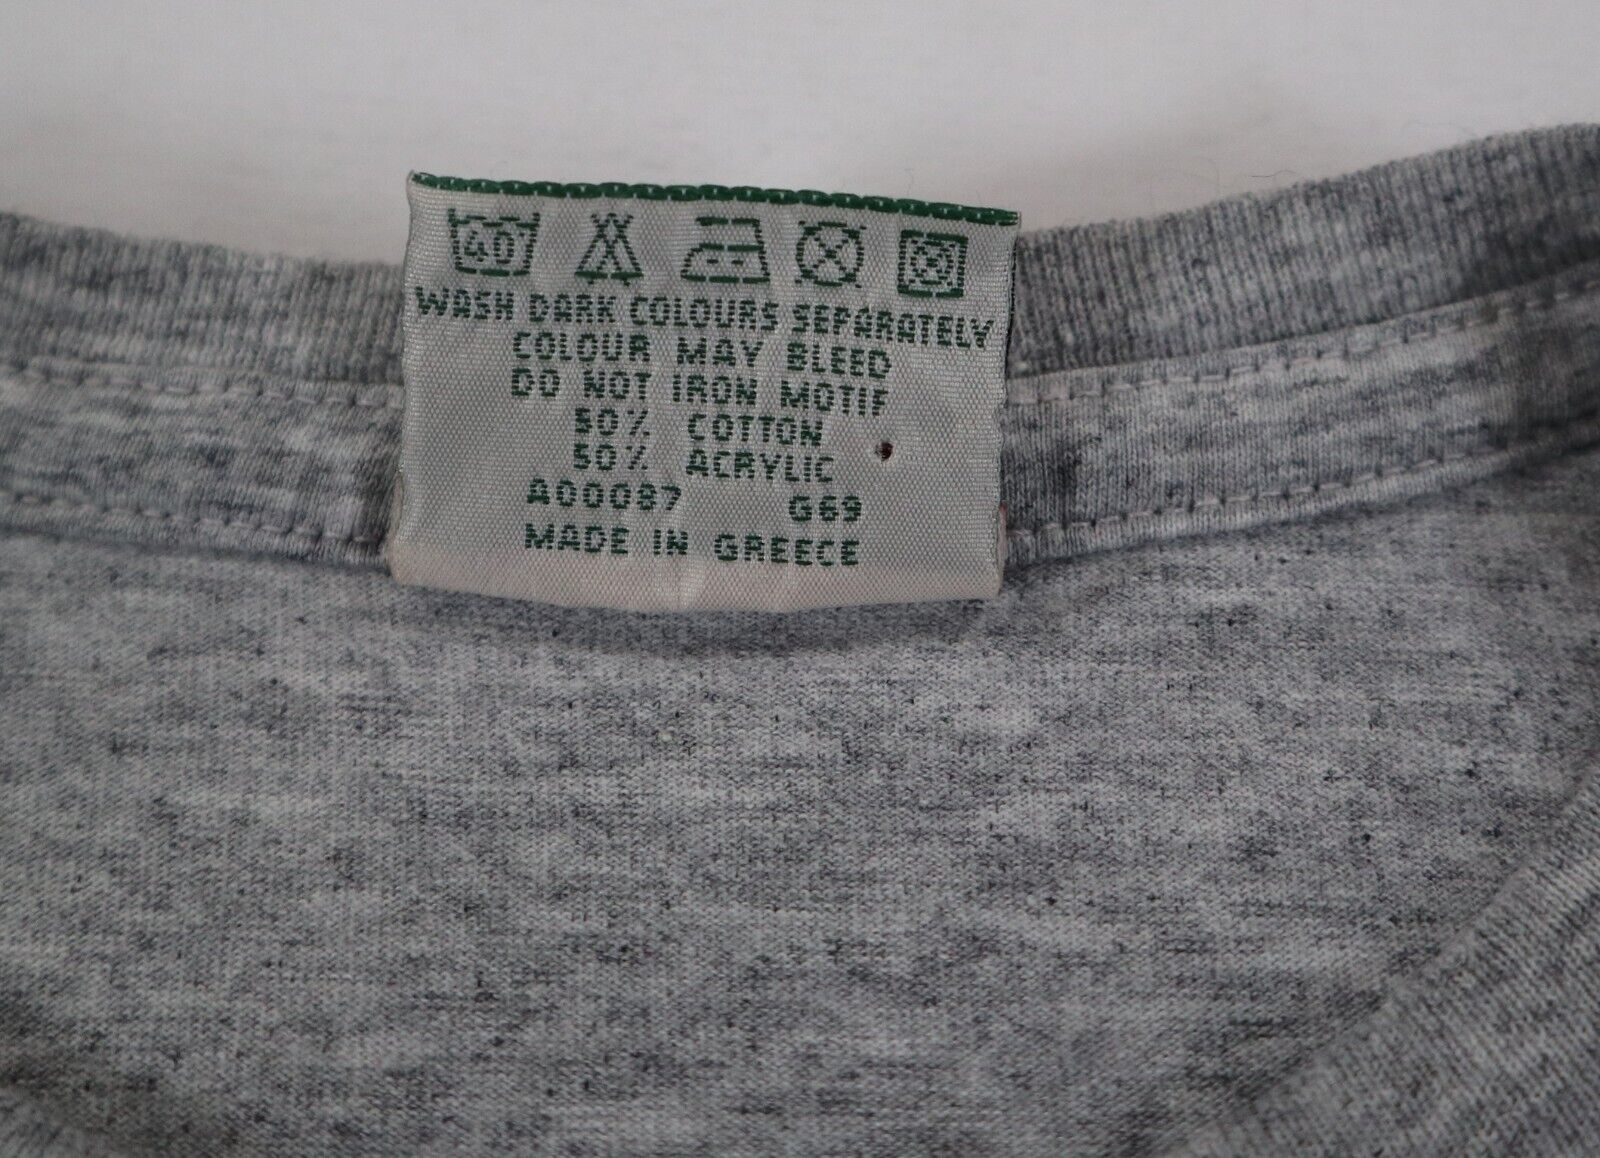 40
WASH DARK COLOURS SEPARATELY
COLOUR MAY BLEED
DO NOT IRON MOTIF
50% COTTON
50% ACRYLIC
A00087 G69
MADE IN GREECE